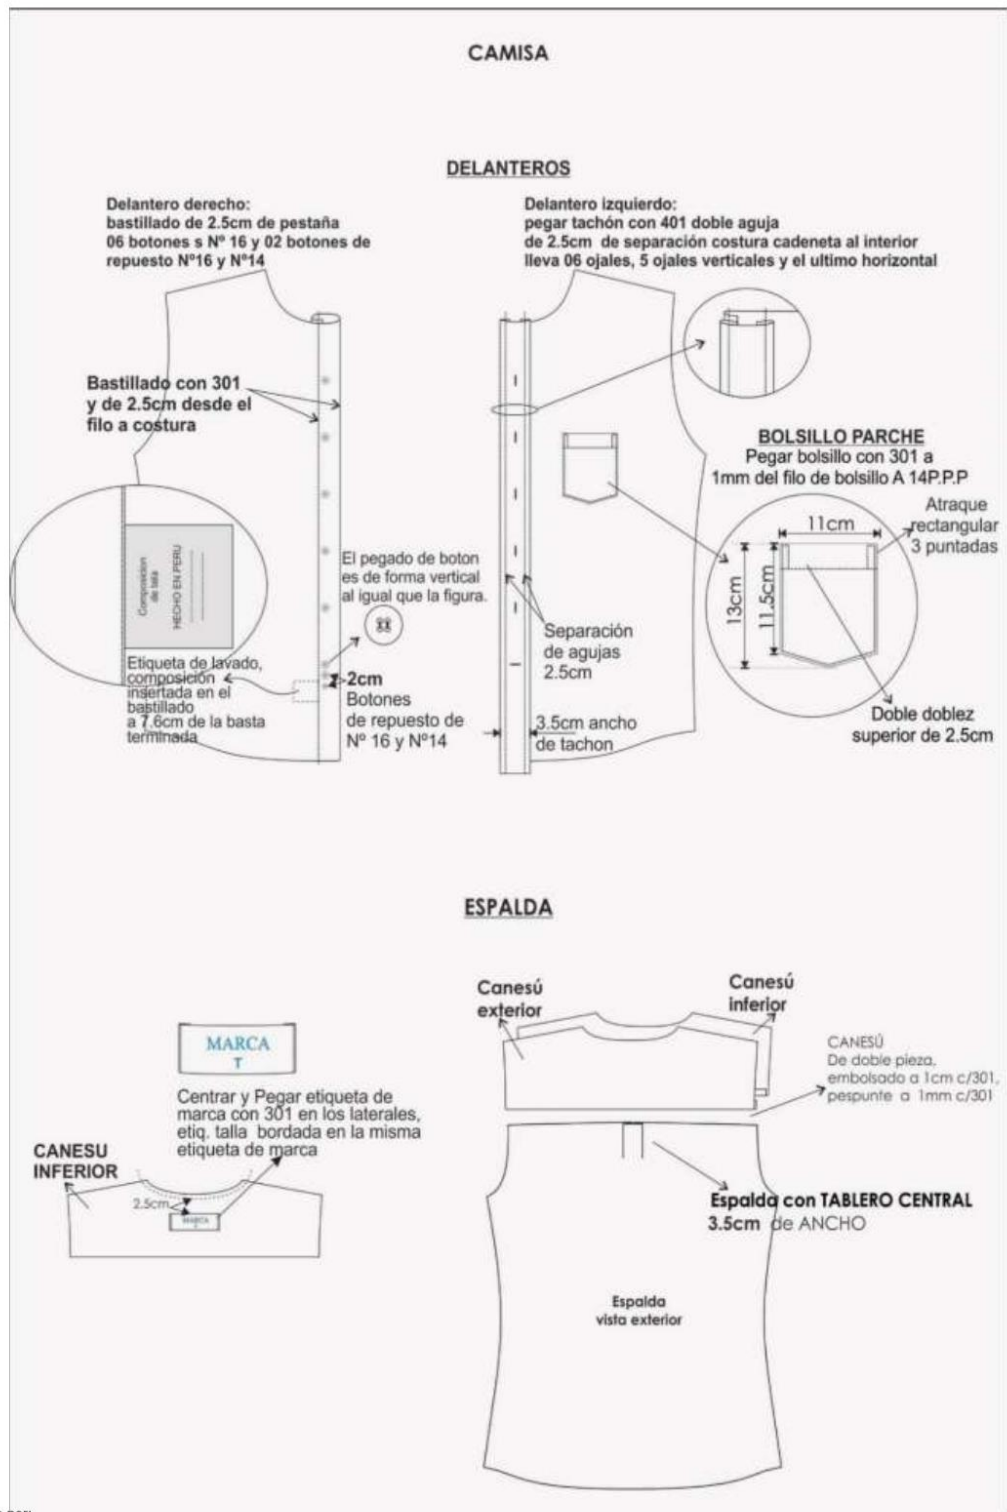 CAMISA
DELANTEROS
Delantero derecho:
bastillado de 2.5cm de pestaña
06 botones s Nº 16 y 02 botones de
repuesto Nº16 y Nº14
Delantero izquierdo:
pegar tachón con 401 doble aguja
de 2.5cm de separación costura cadeneta al interior
lleva 06 ojales, 5 ojales verticales y el ultimo horizontal
Bastillado con 301
y de 2.5cm desde el
filo a costura
BOLSILLO PARCHE
Pegar bolsillo con 301 a
1mm del filo de bolsillo A 14P.P.P
Atraque
rectangular
3 puntadas
11cm
13cm
11.5cm
Doble doblez
superior de 2.5cm
El pegado de boton
es de forma vertical
al igual que la figura.
Composicion
de tela
HECHO EN PERU
Etiqueta de lavado,
composición
insertada en el
bastillado
a 7.6cm de la basta
terminada
2cm
Botones
de repuesto de
Nº 16 y Nº14
Separación
de agujas
2.5cm
3.5cm ancho
de tachon
ESPALDA
Canesú
exterior
Canesú
inferior
CANESÚ
De doble pieza,
embolsado a 1cm c/301,
pespunte a 1mm c/301
MARCA
T
Centrar y Pegar etiqueta de
marca con 301 en los laterales,
etiq. talla bordada en la misma
etiqueta de marca
CANESU
INFERIOR
2.5cm
MARCA
T
Espalda con TABLERO CENTRAL
3.5cm de ANCHO
Espalda
vista exterior